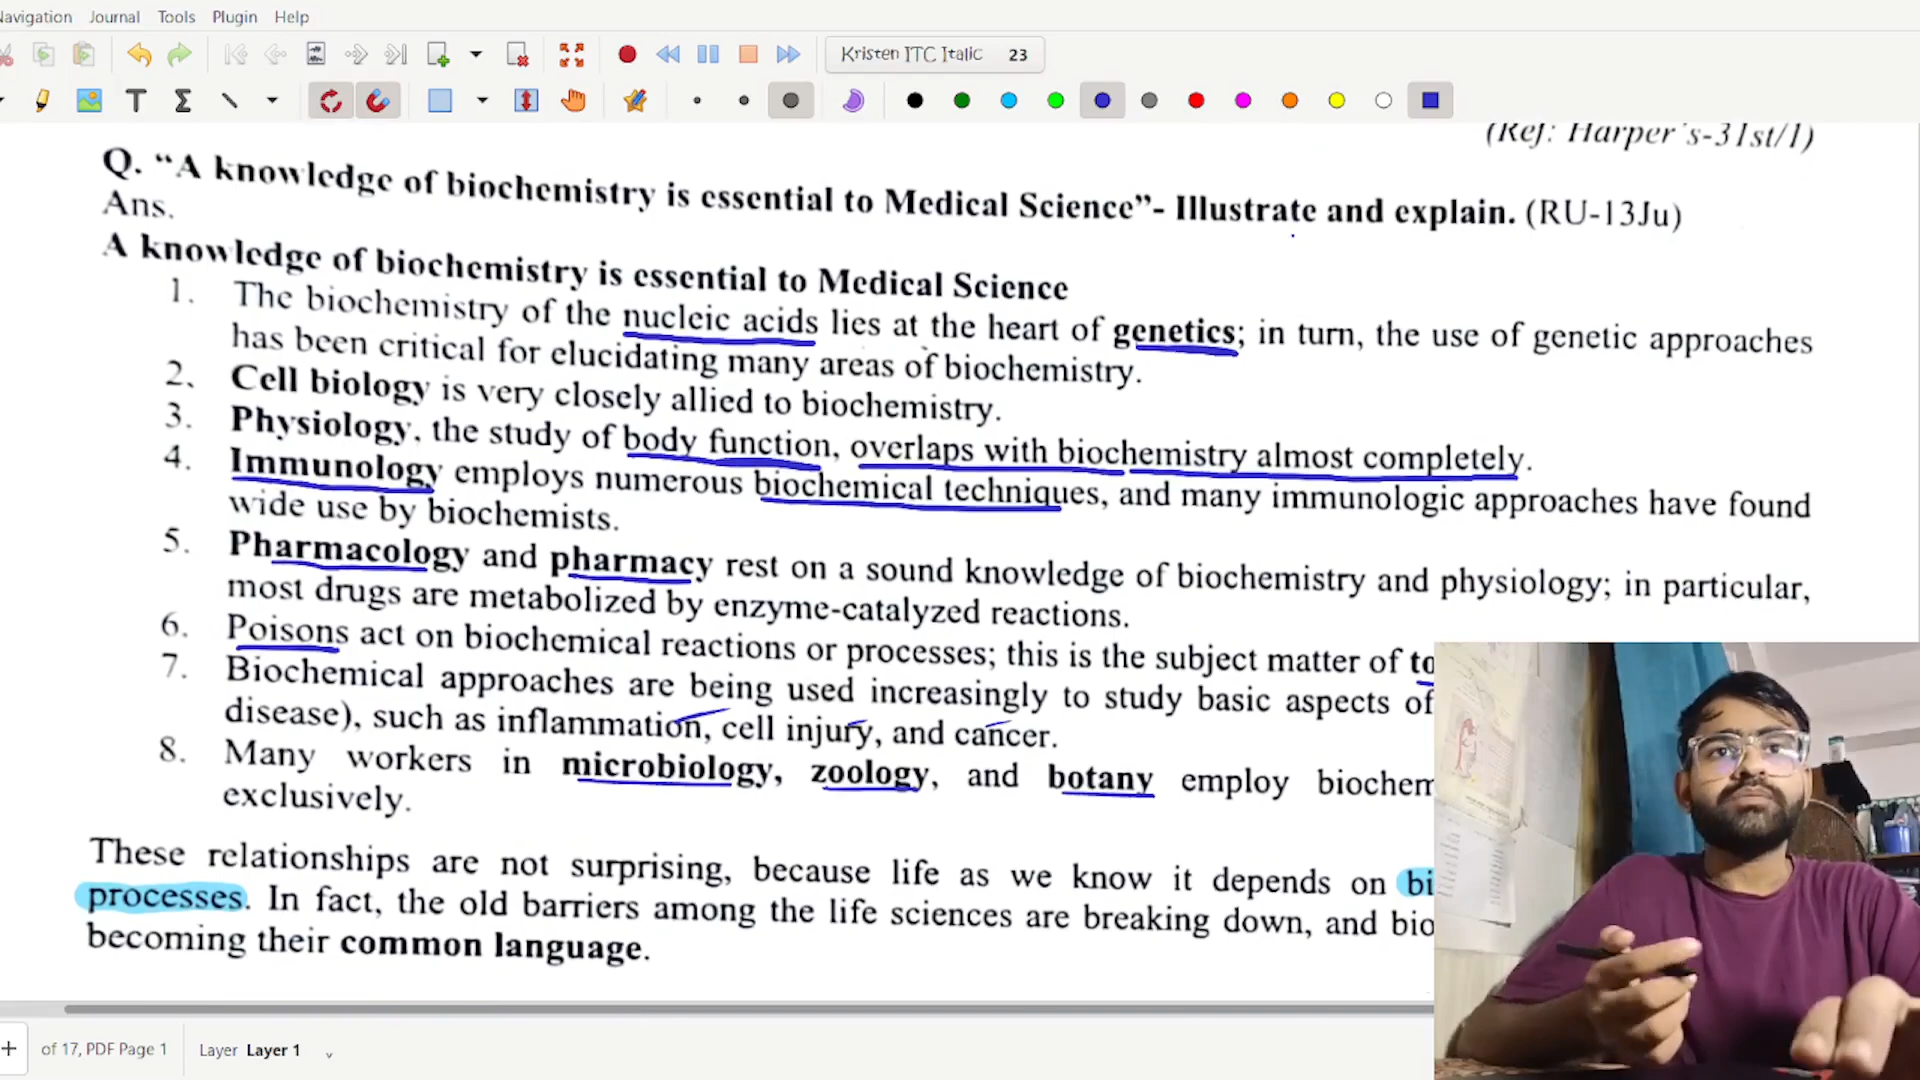 Navigation Journal Tools Plugin Help
Kristen ITC Italic 23
(Ref: Harper's-31st/1)
Q. “A knowledge of biochemistry is essential to Medical Science”- Illustrate and explain. (RU-13Ju)
Ans.
A knowledge of biochemistry is essential to Medical Science
1. The biochemistry of the nucleic acids lies at the heart of genetics; in turn, the use of genetic approaches
has been critical for elucidating many areas of biochemistry.
2. Cell biology is very closely allied to biochemistry.
3. Physiology, the study of body function, overlaps with biochemistry almost completely.
4. Immunology employs numerous biochemical techniques, and many immunologic approaches have found
wide use by biochemists.
5. Pharmacology and pharmacy rest on a sound knowledge of biochemistry and physiology; in particular,
most drugs are metabolized by enzyme-catalyzed reactions.
6. Poisons act on biochemical reactions or processes; this is the subject matter of to
7. Biochemical approaches are being used increasingly to study basic aspects of
disease), such as inflammation, cell injury, and cancer.
8. Many workers in microbiology, zoology, and botany employ biochem
exclusively.
These relationships are not surprising, because life as we know it depends on bi
processes. In fact, the old barriers among the life sciences are breaking down, and bio
becoming their common language.
of 17, PDF Page 1 Layer Layer 1